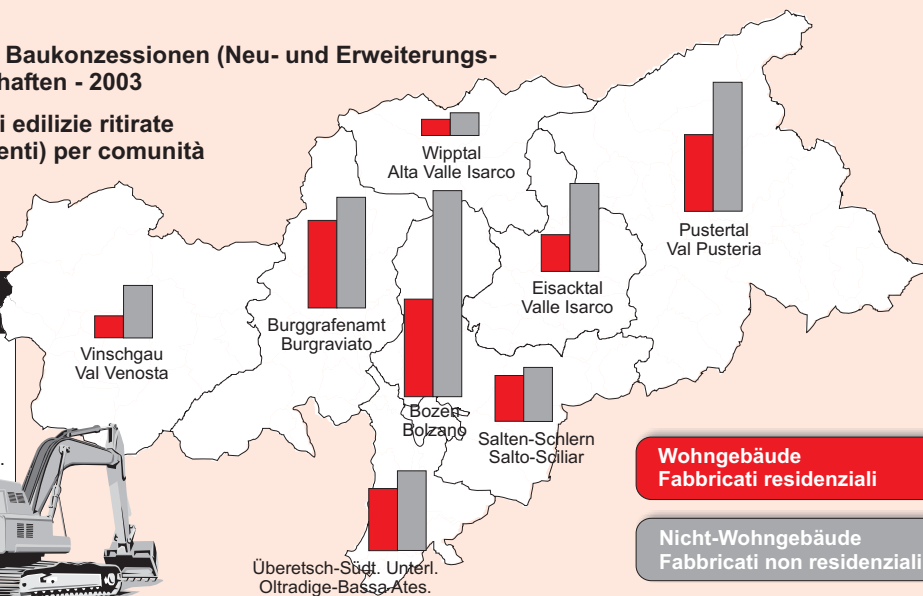 Baukonzessionen (Neu- und Erweiterungs-
haften - 2003
i edilizie ritirate
enti) per comunità
Wipptal
Alta Valle Isarco
Pustertal
Val Pusteria
Eisacktal
Valle Isarco
Burggrafenamt
Burgraviato
Vinschgau
Val Venosta
Bozen
Bolzano
Salten-Schlern
Salto-Sciliar
Überetsch-Südt. Unterl.
Oltradige-Bassa Ates.
Wohngebäude
Fabbricati residenziali
Nicht-Wohngebäude
Fabbricati non residenziali